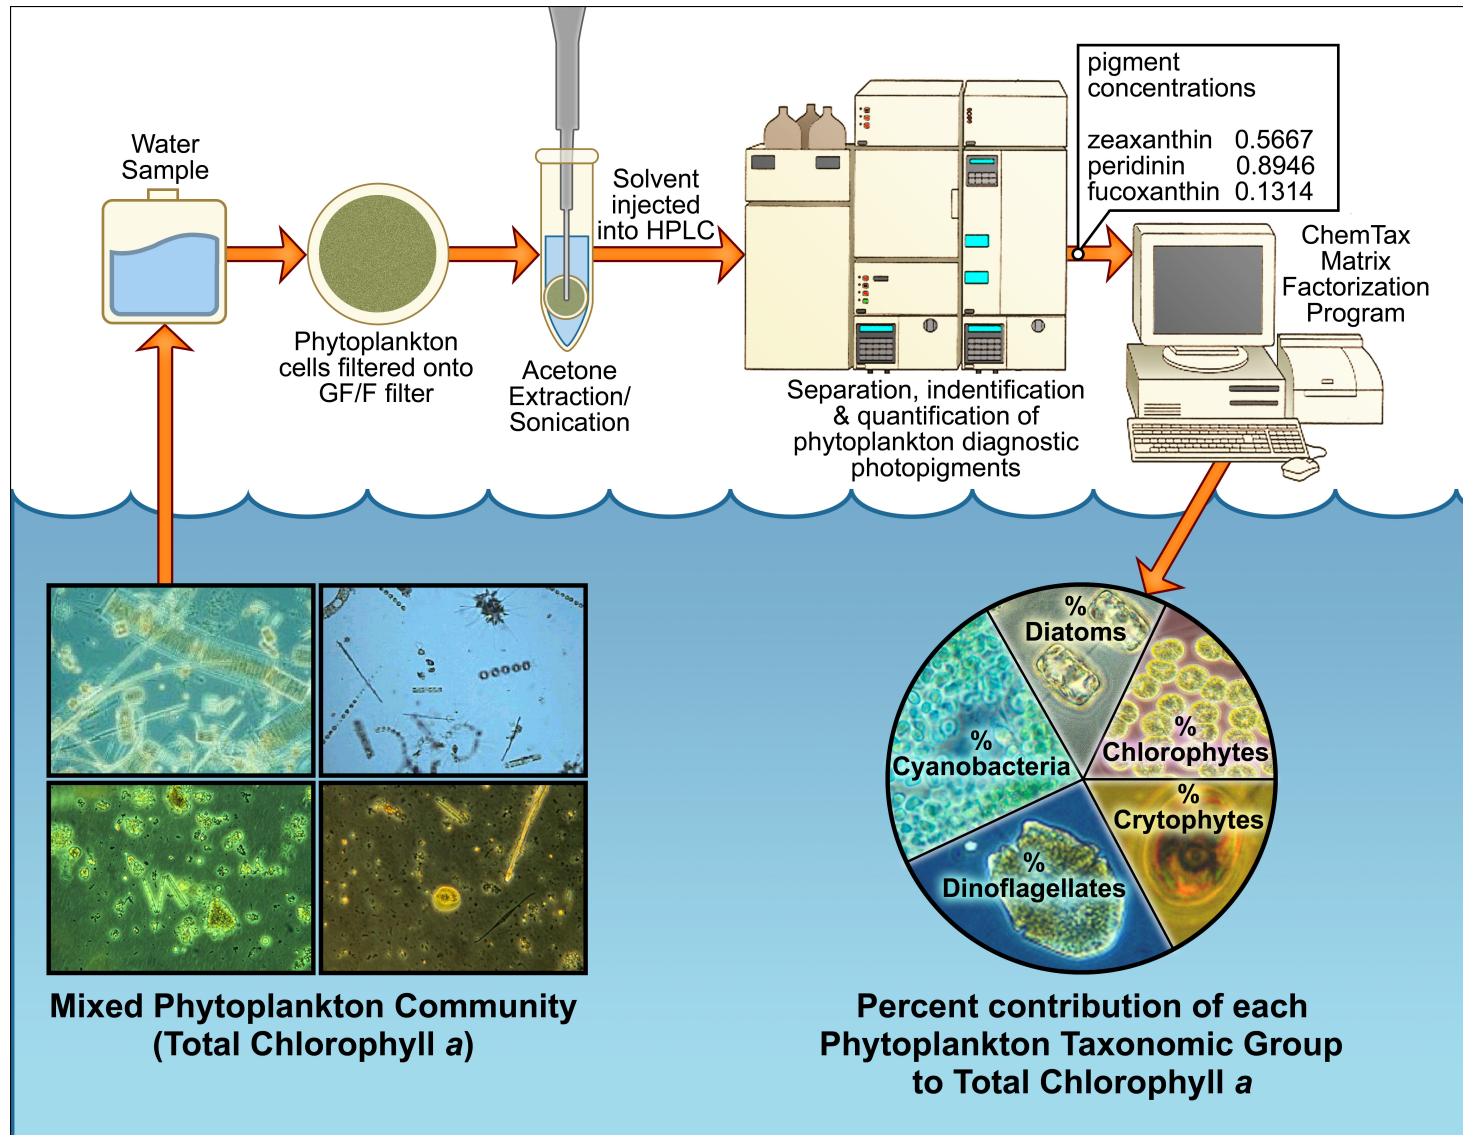 Water
Sample
Phytoplankton
cells filtered onto
GF/F filter
Acetone
Extraction/
Sonication
Solvent
injected
into HPLC
Separation, indentification
& quantification of
phytoplankton diagnostic
photopigments
pigment
concentrations
zeaxanthin 0.5667
peridinin 0.8946
fucoxanthin 0.1314
ChemTax
Matrix
Factorization
Program
%
Diatoms
%
Chlorophytes
%
Crytophytes
%
Dinoflagellates
%
Cyanobacteria
Mixed Phytoplankton Community
(Total Chlorophyll a)
Percent contribution of each
Phytoplankton Taxonomic Group
to Total Chlorophyll a